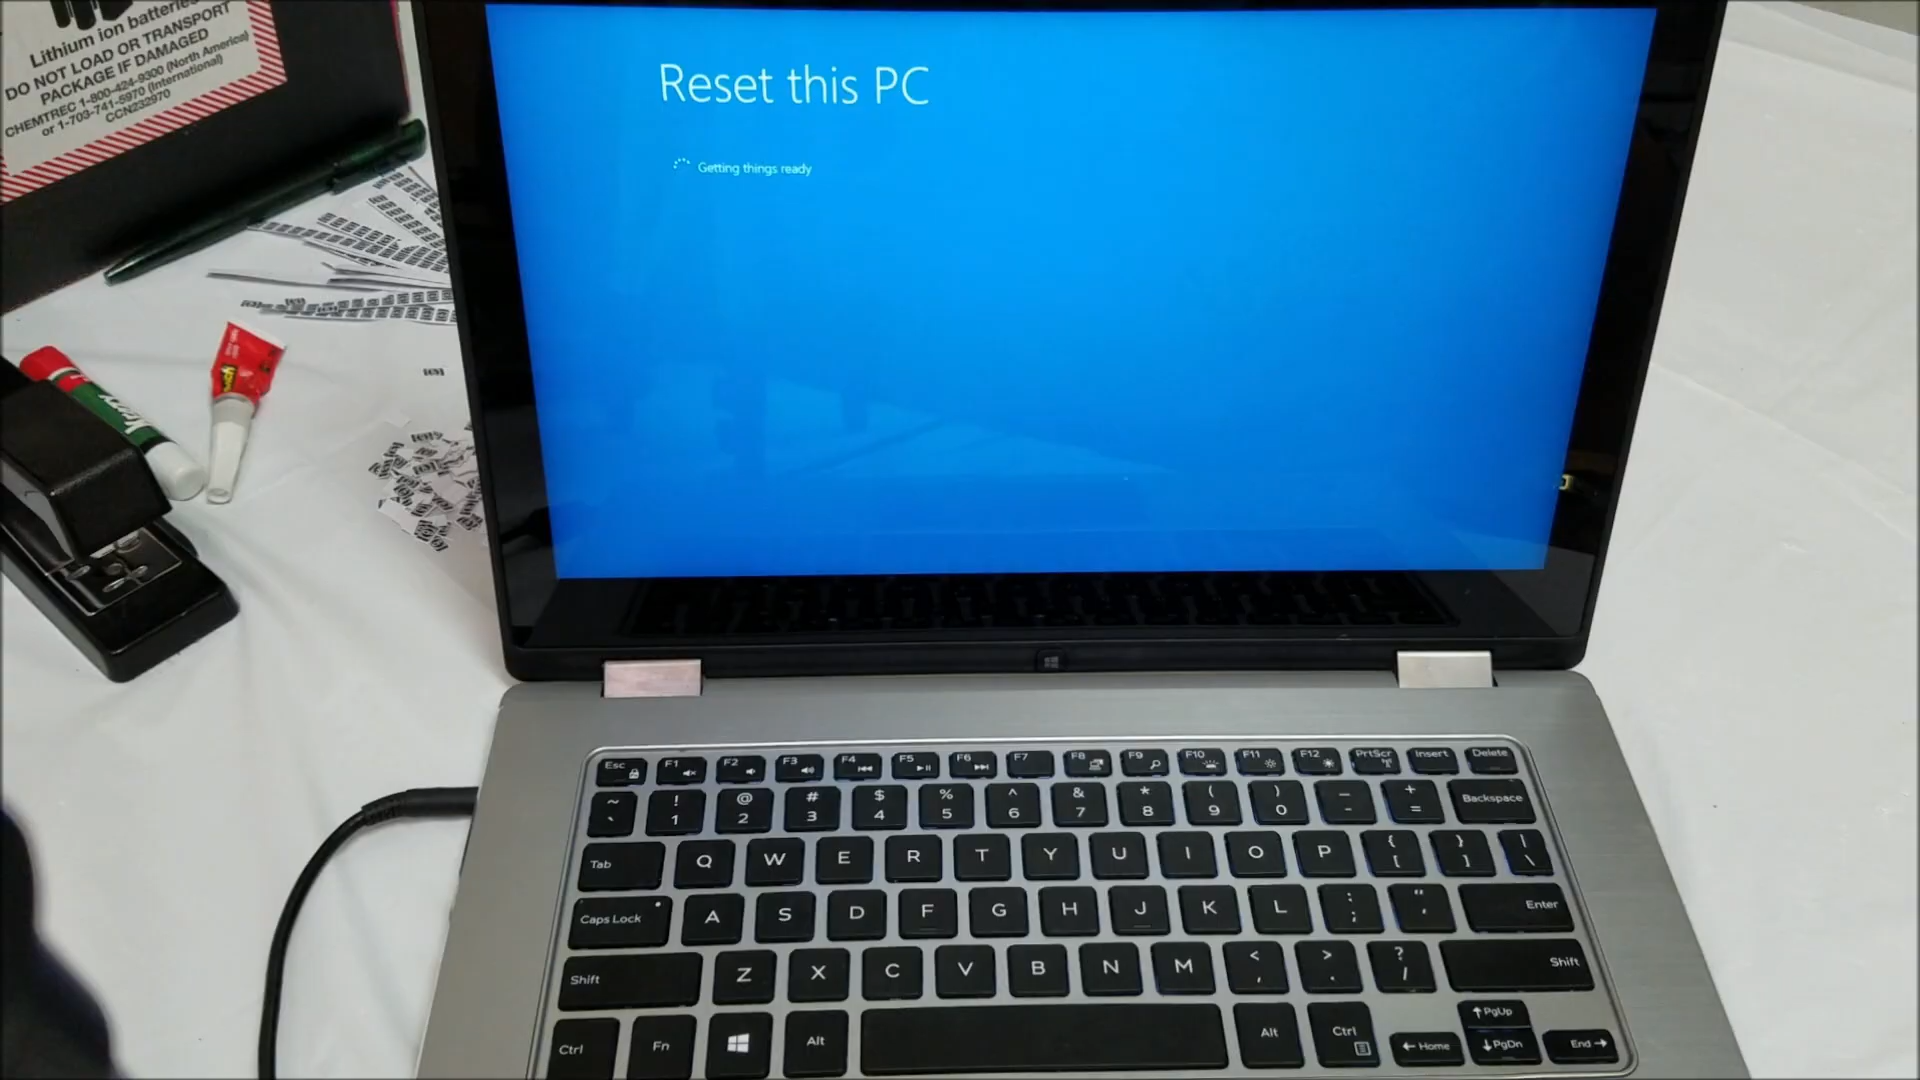 Lithium ion batteries
DO NOT LOAD OR TRANSPORT
PACKAGE IF DAMAGED
CHEMTREC 1-800-424-9300 (North America)
or 1-703-741-5970 (International)
CCN232970
Reset this PC
Getting things ready
Esc F1 F2 F3 F4 F5 F6 F7 F8 F9 F10 F11 F12 PrtScr Insert Delete
~ ! @ # $ % ^ & * ( ) _ + Backspace
` 1 2 3 4 5 6 7 8 9 0 - =
Tab Q W E R T Y U I O P { } |
[ ] \
Caps Lock A S D F G H J K L : " Enter
; '
Shift Z X C V B N M < > ? Shift
, . /
Ctrl Fn Alt Alt Ctrl Home PgUp End
PgDn